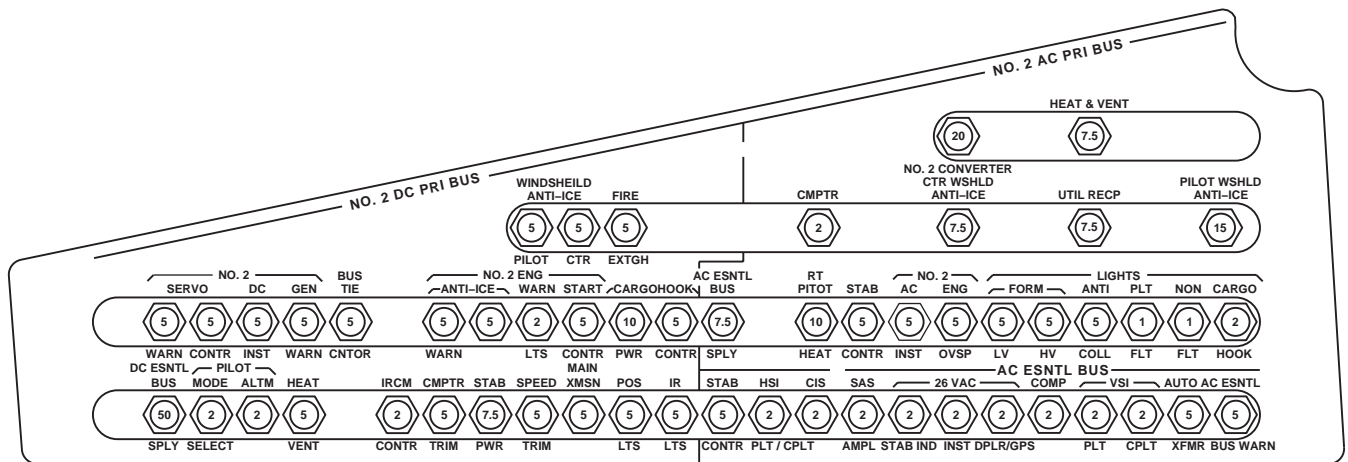 NO. 2 AC PRI BUS
NO. 2 DC PRI BUS
HEAT & VENT
20 7.5
NO. 2 CONVERTER
WINDSHEILD
ANTI–ICE FIRE CMPTR CTR WSHLD
ANTI–ICE UTIL RECP PILOT WSHLD
ANTI–ICE
5 5 5 2 7.5 7.5 15
PILOT CTR EXTGH
NO. 2 BUS NO. 2 ENG AC ESNTL RT NO. 2 LIGHTS
SERVO DC GEN TIE ANTI–ICE WARN START CARGOHOOK BUS PITOT STAB AC ENG FORM ANTI PLT NON CARGO
5 5 5 5 5 5 5 2 5 10 5 7.5 10 5 5 5 5 5 5 1 1 2
WARN CONTR INST WARN CNTOR WARN LTS CONTR PWR CONTR SPLY HEAT CONTR INST OVSP LV HV COLL FLT FLT HOOK
DC ESNTL PILOT MAIN AC ESNTL BUS
BUS MODE ALTM HEAT IRCM CMPTR STAB SPEED XMSN POS IR STAB HSI CIS SAS 26 VAC COMP VSI AUTO AC ESNTL
50 2 2 5 2 5 7.5 5 5 5 5 5 2 2 2 2 2 2 2 2 2 5 5
SPLY SELECT VENT CONTR TRIM PWR TRIM LTS LTS CONTR PLT / CPLT AMPL STAB IND INST DPLR/GPS PLT CPLT XFMR BUS WARN